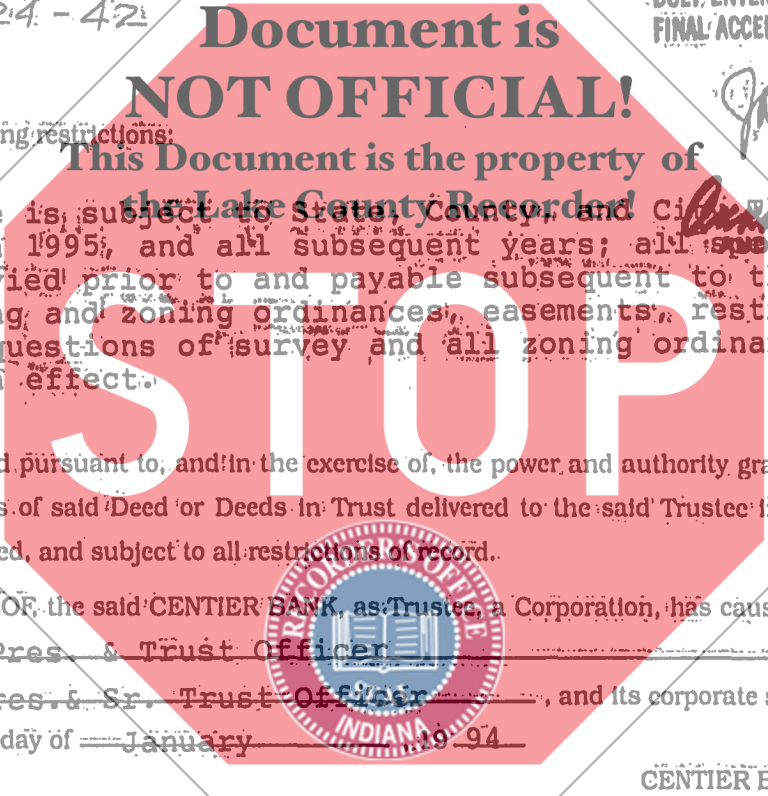 24-42
FINAL ACCE
Document is
NOT OFFICIAL!
ng restrictions:
This Document is the property of
the Lake County Recorder!
is subject to State, County, and Ci
1995, and all subsequent years; all spe
ied prior to and payable subsequent to t
g and zoning ordinances, easements, rest
uestions of survey and all zoning ordina
effect.
STOP
d pursuant to, and in the exercise of, the power and authority gra
s of said Deed or Deeds in Trust delivered to the said Trustee i
ed, and subject to all restrictions of record.
OF, the said CENTIER BANK, as Trustee, a Corporation, has caus
Pres. & Trust Officer
res. & Sr. Trust Officer, and its corporate s
day of January 19 94
RECORDER'S OFFICE
SEAL
INDIANA
CENTIER B